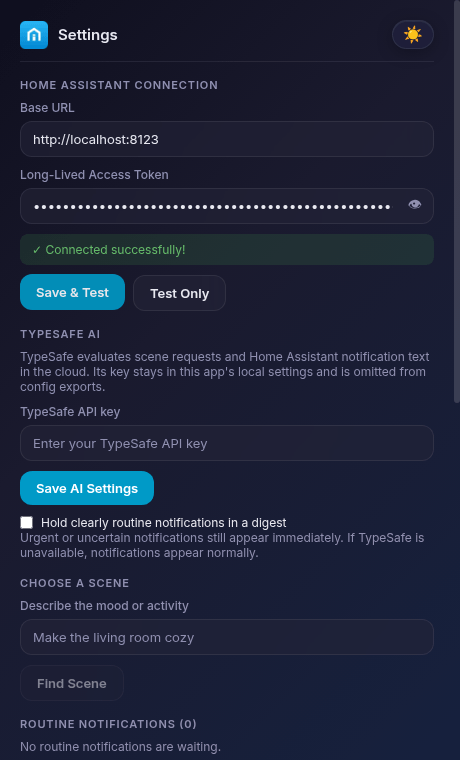 Settings
HOME ASSISTANT CONNECTION
Base URL
http://localhost:8123
Long-Lived Access Token
••••••••••••••••••••••••••••••••••••••••••••••••
✓ Connected successfully!
Save & Test
Test Only
TYPESAFE AI
TypeSafe evaluates scene requests and Home Assistant notification text
in the cloud. Its key stays in this app's local settings and is omitted from
config exports.
TypeSafe API key
Enter your TypeSafe API key
Save AI Settings
Hold clearly routine notifications in a digest
Urgent or uncertain notifications still appear immediately. If TypeSafe is
unavailable, notifications appear normally.
CHOOSE A SCENE
Describe the mood or activity
Make the living room cozy
Find Scene
ROUTINE NOTIFICATIONS (0)
No routine notifications are waiting.